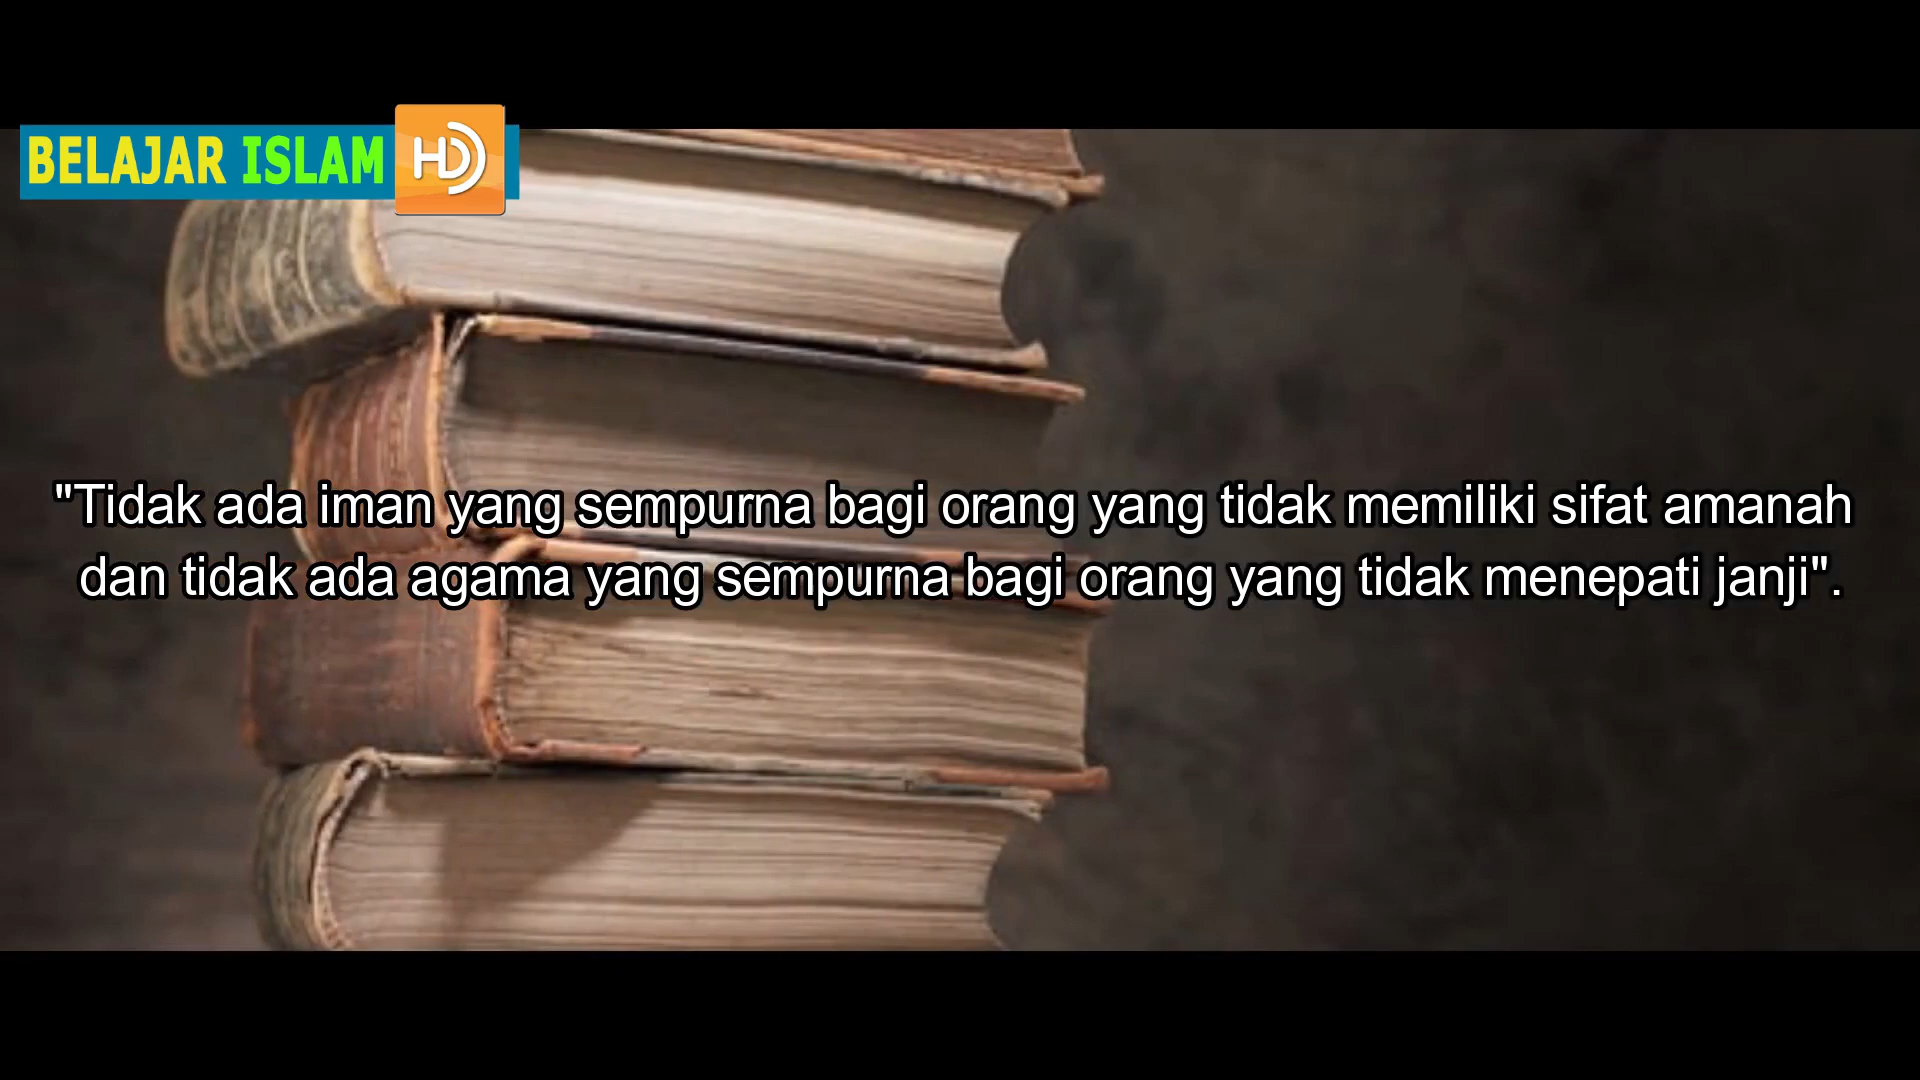 BELAJAR ISLAM HD
"Tidak ada iman yang sempurna bagi orang yang tidak memiliki sifat amanah
dan tidak ada agama yang sempurna bagi orang yang tidak menepati janji".